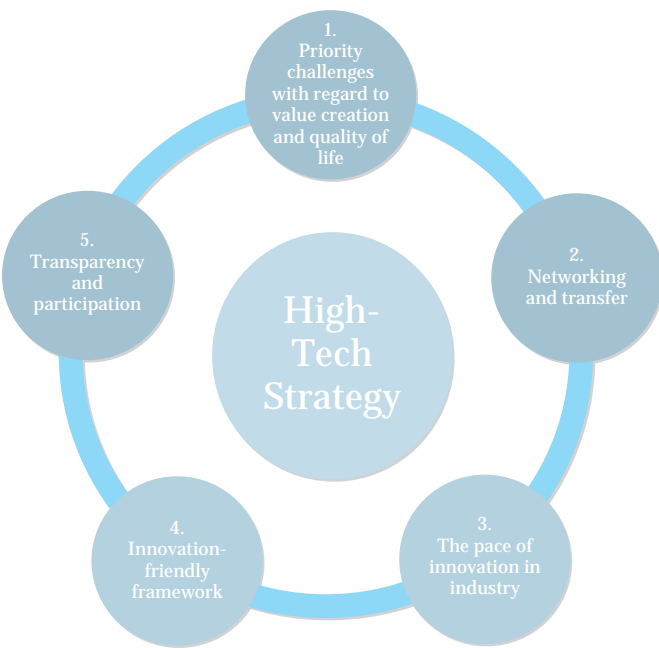 1.
Priority
challenges
with regard to
value creation
and quality of
life
2.
Networking
and transfer
3.
The pace of
innovation in
industry
4.
Innovation-
friendly
framework
5.
Transparency
and
participation
High-
Tech
Strategy